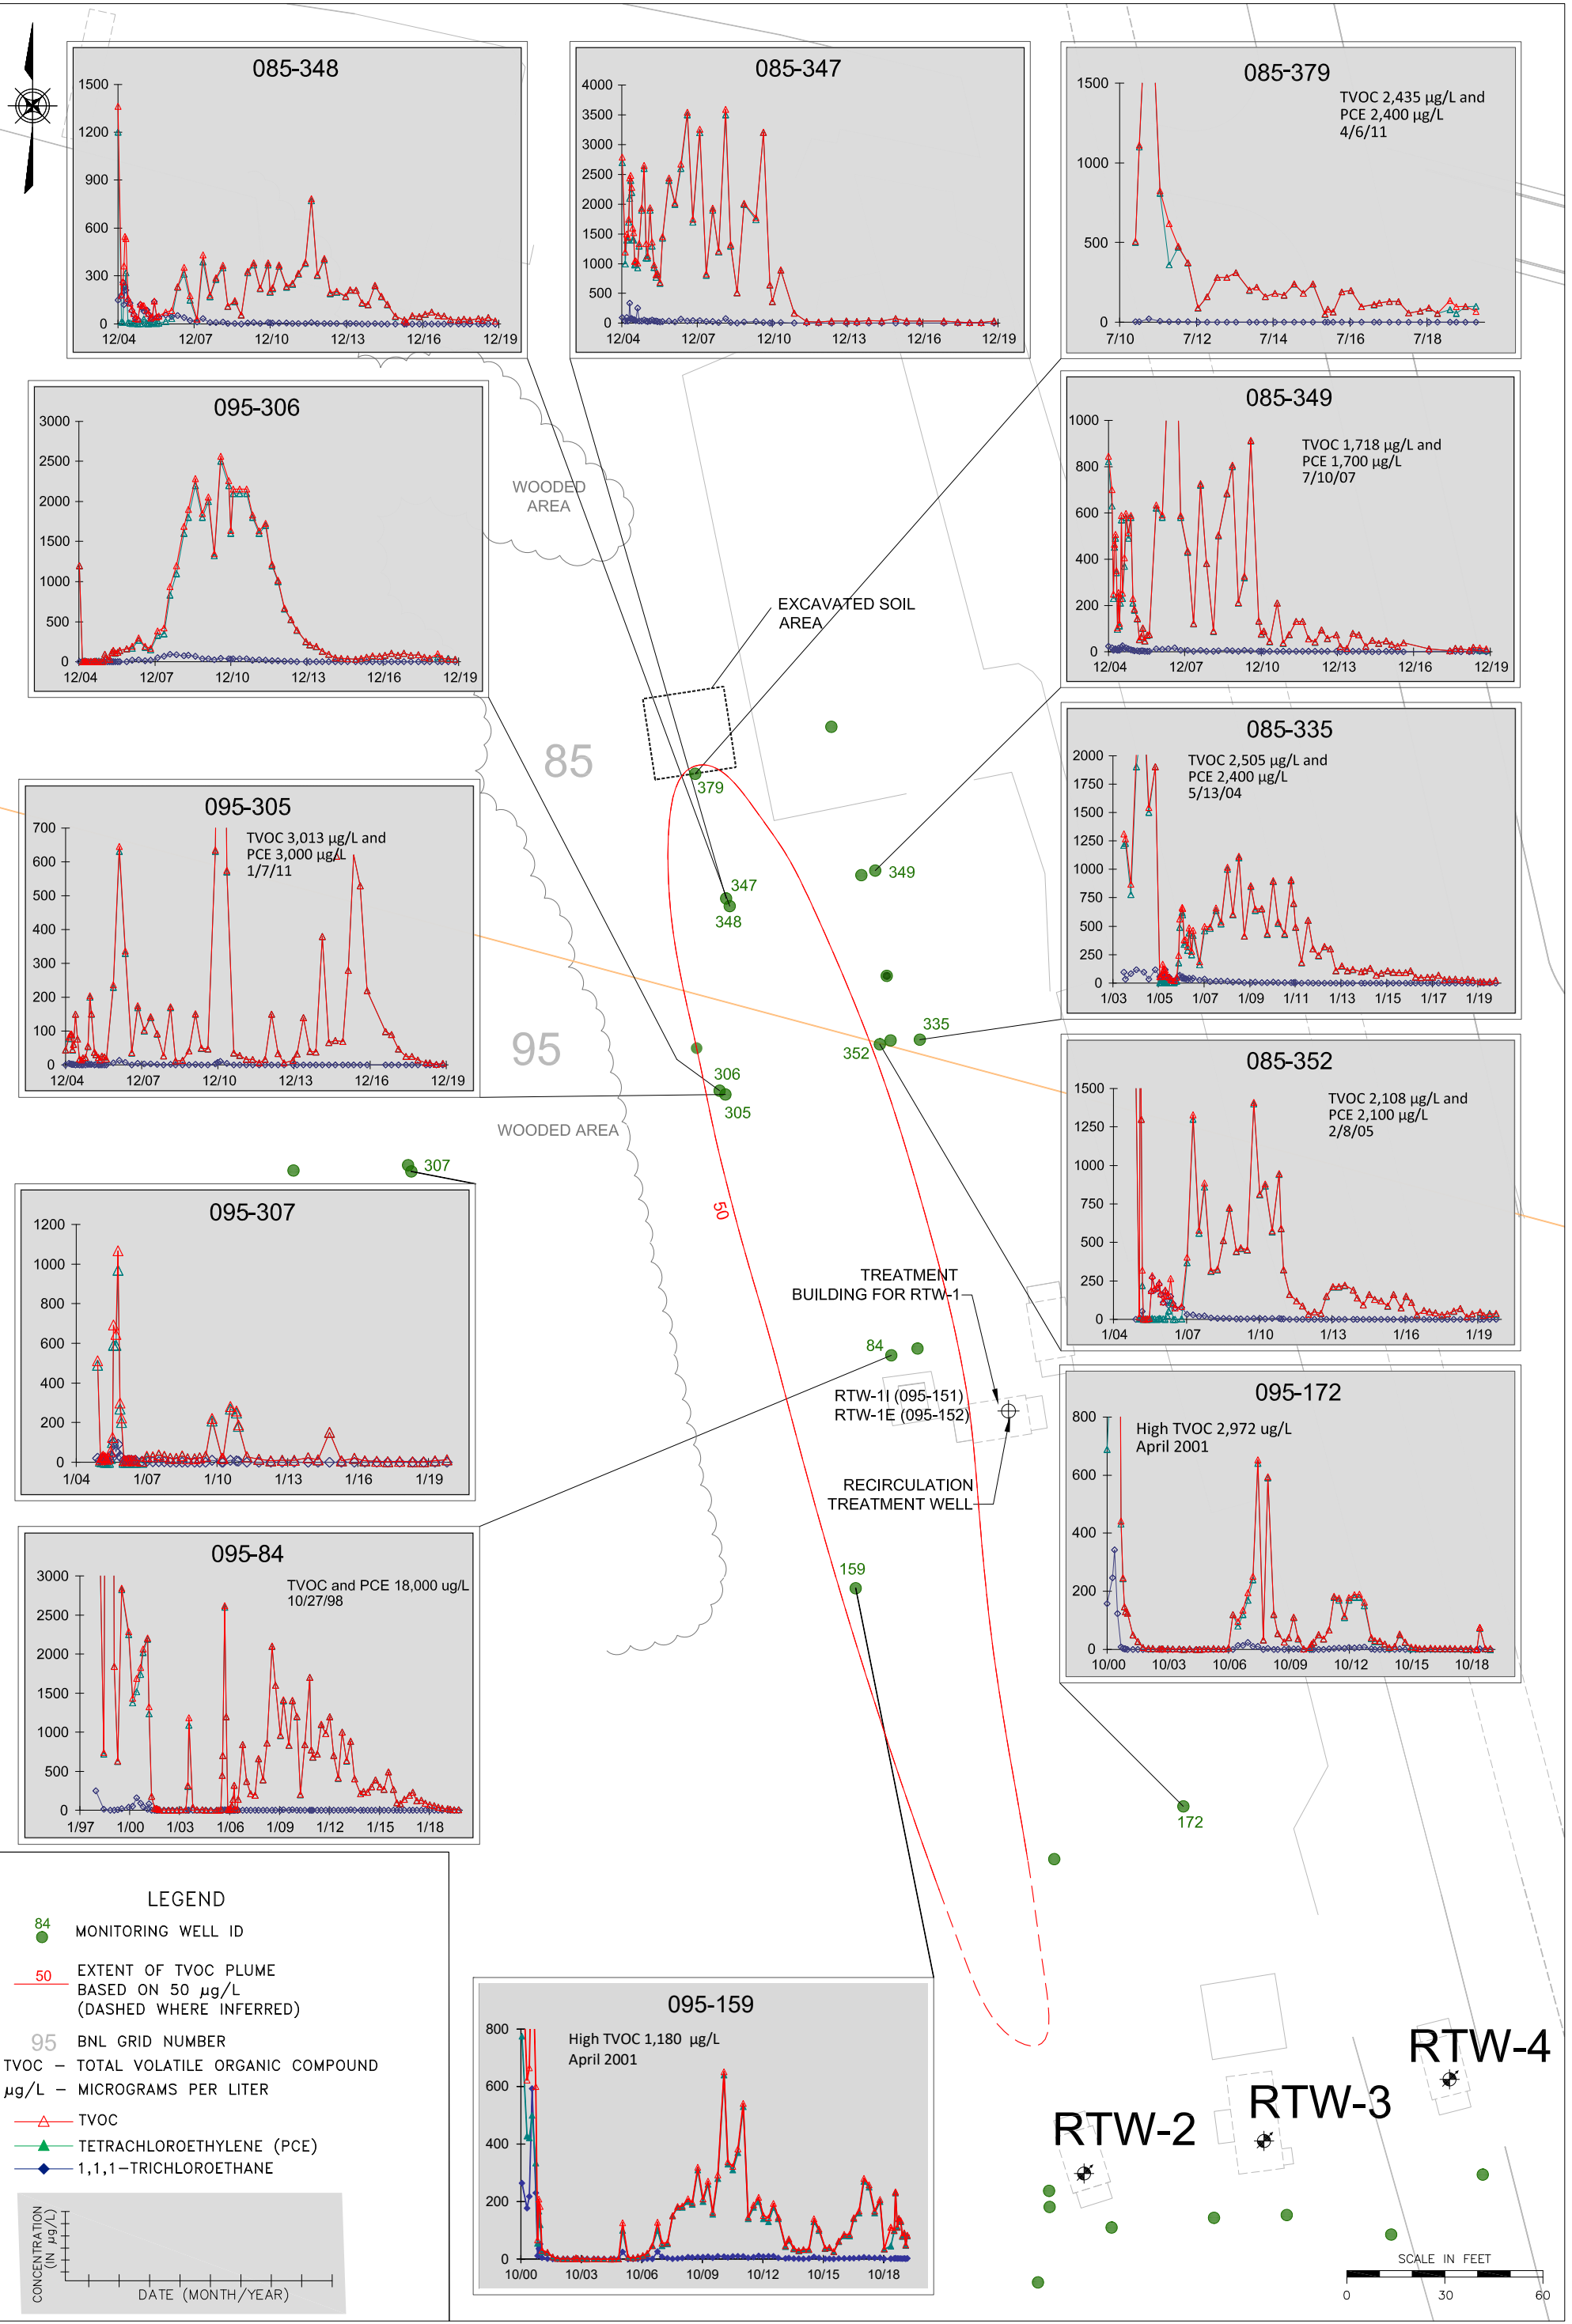 085-348
1500
1200
900
600
300
0
12/04 12/07 12/10 12/13 12/16 12/19
085-347
4000
3500
3000
2500
2000
1500
1000
500
0
12/04 12/07 12/10 12/13 12/16 12/19
085-379
TVOC 2,435 µg/L and
PCE 2,400 µg/L
4/6/11
1500
1000
500
0
7/10 7/12 7/14 7/16 7/18
095-306
3000
2500
2000
1500
1000
500
0
12/04 12/07 12/10 12/13 12/16 12/19
WOODED
AREA
085-349
TVOC 1,718 µg/L and
PCE 1,700 µg/L
7/10/07
1000
800
600
400
200
0
12/04 12/07 12/10 12/13 12/16 12/19
EXCAVATED SOIL
AREA
85
379
349
347
348
085-335
TVOC 2,505 µg/L and
PCE 2,400 µg/L
5/13/04
2000
1750
1500
1250
1000
750
500
250
0
1/03 1/05 1/07 1/09 1/11 1/13 1/15 1/17 1/19
095-305
TVOC 3,013 µg/L and
PCE 3,000 µg/L
1/7/11
700
600
500
400
300
200
100
0
12/04 12/07 12/10 12/13 12/16 12/19
95
335
352
306
305
WOODED AREA
307
50
085-352
TVOC 2,108 µg/L and
PCE 2,100 µg/L
2/8/05
1500
1250
1000
750
500
250
0
1/04 1/07 1/10 1/13 1/16 1/19
095-307
1200
1000
800
600
400
200
0
1/04 1/07 1/10 1/13 1/16 1/19
TREATMENT
BUILDING FOR RTW-1
84
RTW-1I (095-151)
RTW-1E (095-152)
RECIRCULATION
TREATMENT WELL
095-172
High TVOC 2,972 ug/L
April 2001
800
600
400
200
0
10/00 10/03 10/06 10/09 10/12 10/15 10/18
095-84
TVOC and PCE 18,000 ug/L
10/27/98
3000
2500
2000
1500
1000
500
0
1/97 1/00 1/03 1/06 1/09 1/12 1/15 1/18
159
172
LEGEND
84 MONITORING WELL ID
50 EXTENT OF TVOC PLUME
BASED ON 50 µg/L
(DASHED WHERE INFERRED)
95 BNL GRID NUMBER
TVOC – TOTAL VOLATILE ORGANIC COMPOUND
µg/L – MICROGRAMS PER LITER
TVOC
TETRACHLOROETHYLENE (PCE)
1,1,1–TRICHLOROETHANE
CONCENTRATION
(IN µg/L)
DATE (MONTH/YEAR)
095-159
High TVOC 1,180 µg/L
April 2001
800
600
400
200
0
10/00 10/03 10/06 10/09 10/12 10/15 10/18
RTW-4
RTW-3
RTW-2
SCALE IN FEET
0 30 60